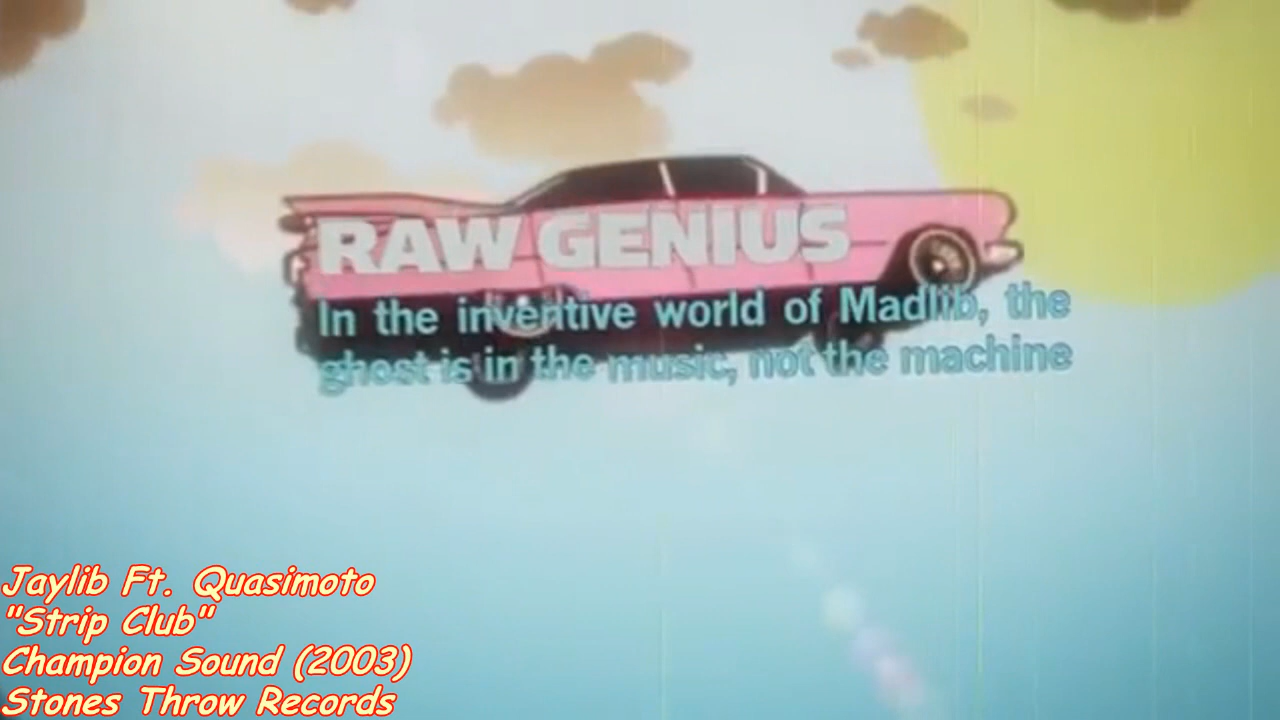 RAW GENIUS
In the inventive world of Madlib, the
ghost is in the music, not the machine
Jaylib Ft. Quasimoto
"Strip Club"
Champion Sound (2003)
Stones Throw Records